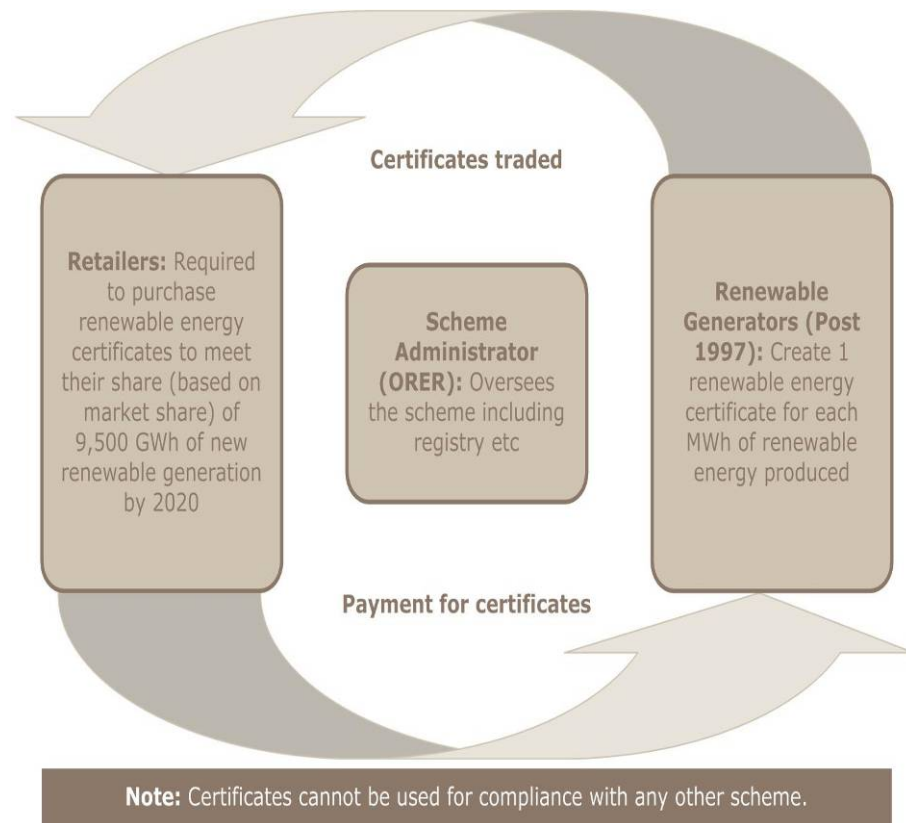 Certificates traded
Retailers: Required
to purchase
renewable energy
certificates to meet
their share (based on
market share) of
9,500 GWh of new
renewable generation
by 2020
Scheme
Administrator
(ORER): Oversees
the scheme including
registry etc
Renewable
Generators (Post
1997): Create 1
renewable energy
certificate for each
MWh of renewable
energy produced
Payment for certificates
Note: Certificates cannot be used for compliance with any other scheme.